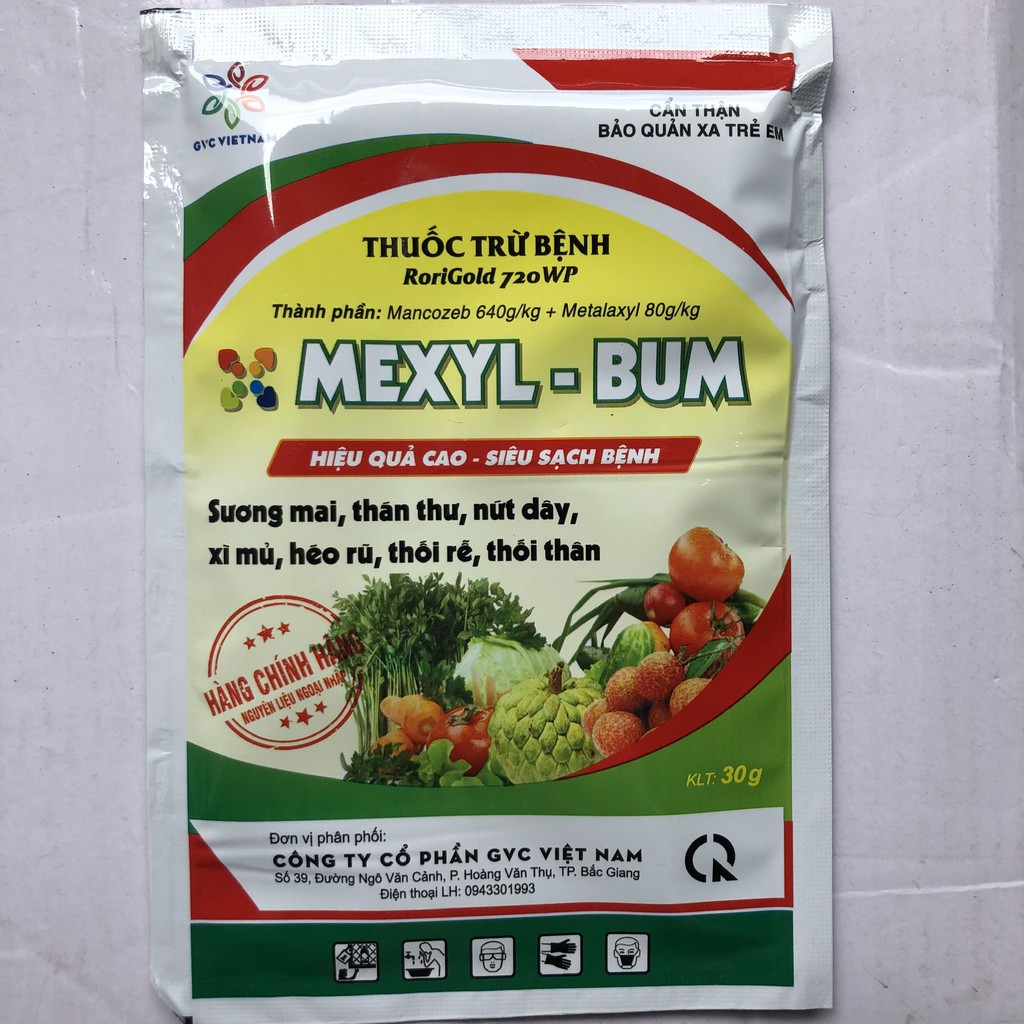 GVC VIETNAM
CẨN THẬN
BẢO QUẢN XA TRẺ EM
THUỐC TRỪ BỆNH
RoriGold 720WP
Thành phần: Mancozeb 640g/kg + Metalaxyl 80g/kg
MEXYL - BUM
HIỆU QUẢ CAO - SIÊU SẠCH BỆNH
Sương mai, thán thư, nứt dây,
xì mủ, héo rũ, thối rễ, thối thân
HÀNG CHÍNH HÃNG
NGUYÊN LIỆU NGOẠI NHẬP
KLT: 30g
Đơn vị phân phối:
CÔNG TY CỔ PHẦN GVC VIỆT NAM
Số 39, Đường Ngô Văn Cảnh, P. Hoàng Văn Thụ, TP. Bắc Giang
Điện thoại LH: 0943301993